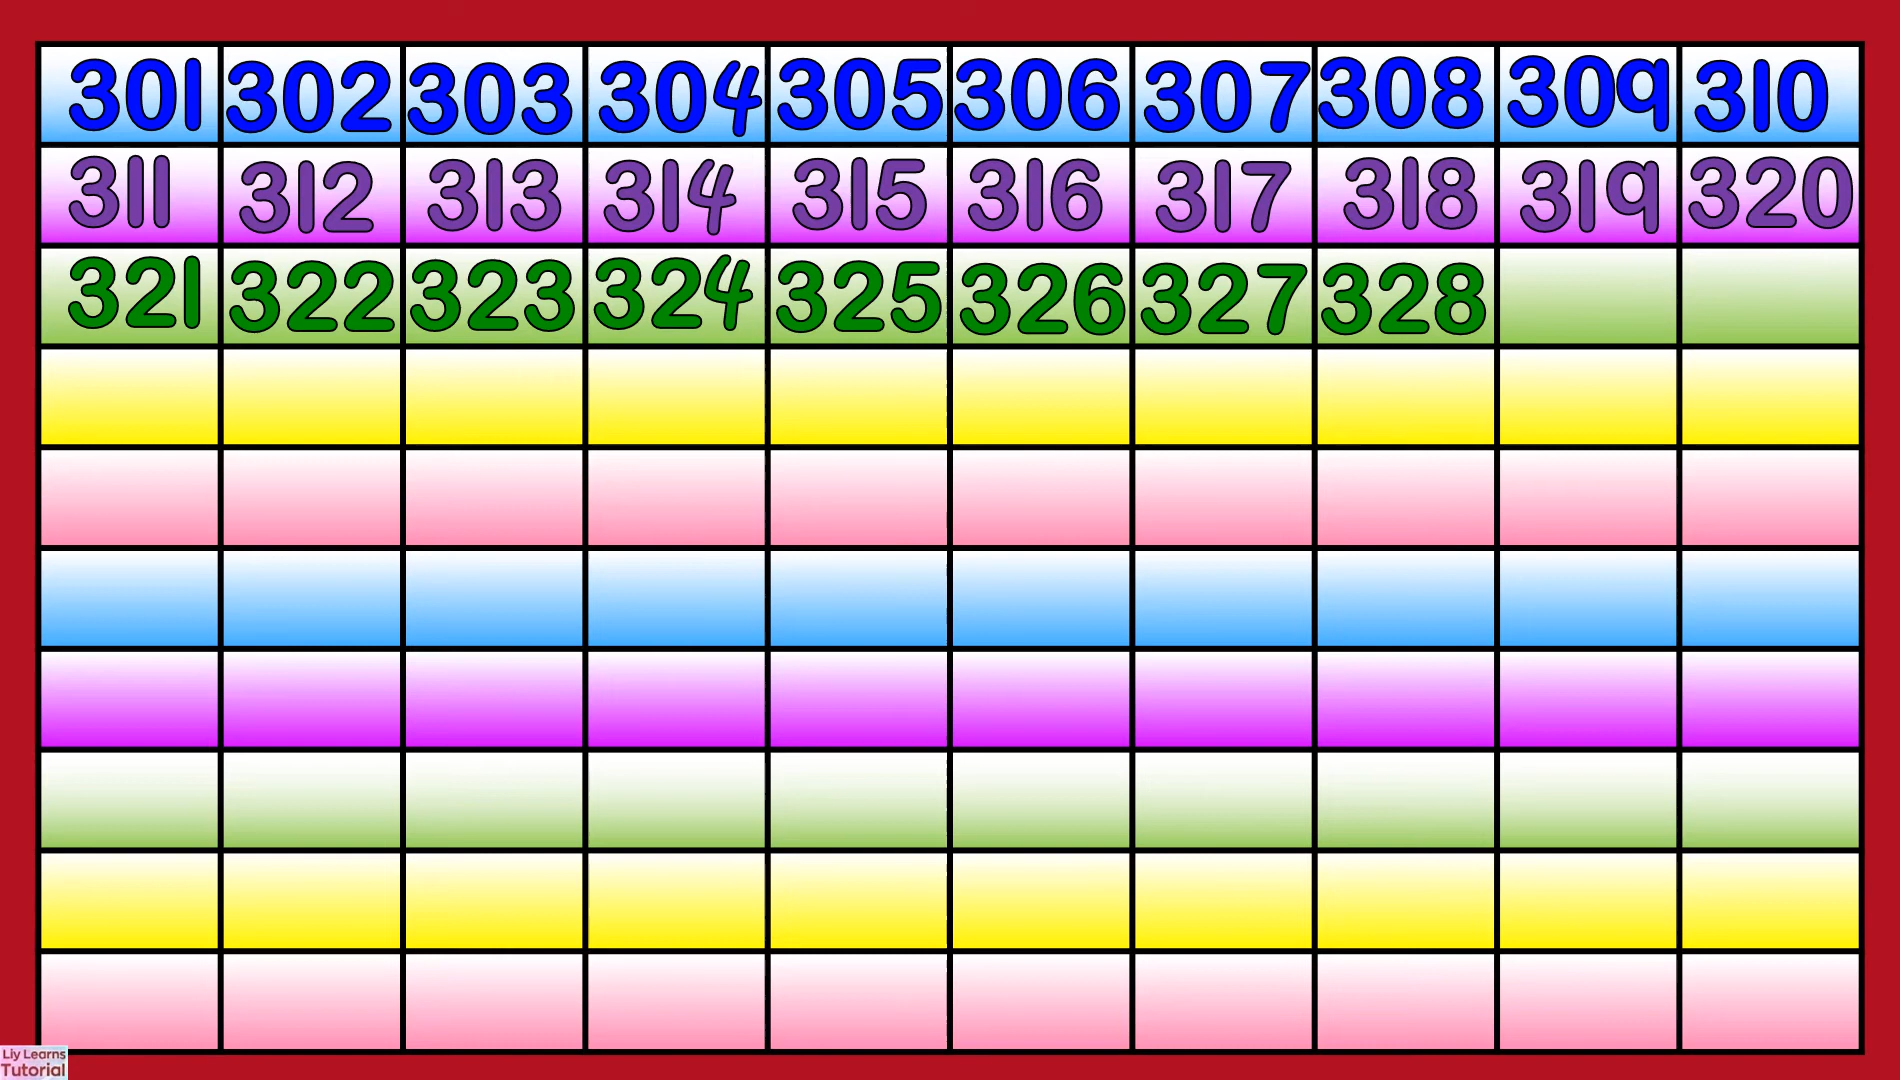 301 302 303 304 305 306 307 308 309 310
311 312 313 314 315 316 317 318 319 320
321 322 323 324 325 326 327 328
Liy Learns
Tutorial